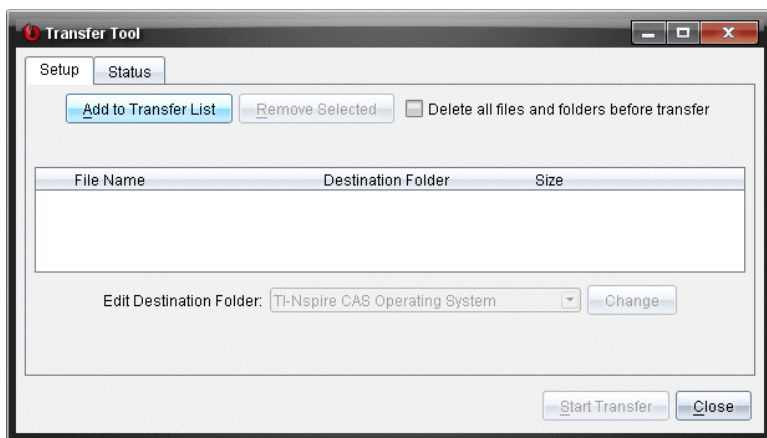 Transfer Tool
Setup Status
Add to Transfer List Remove Selected Delete all files and folders before transfer
File Name Destination Folder Size
Edit Destination Folder: TI-Nspire CAS Operating System Change
Start Transfer Close